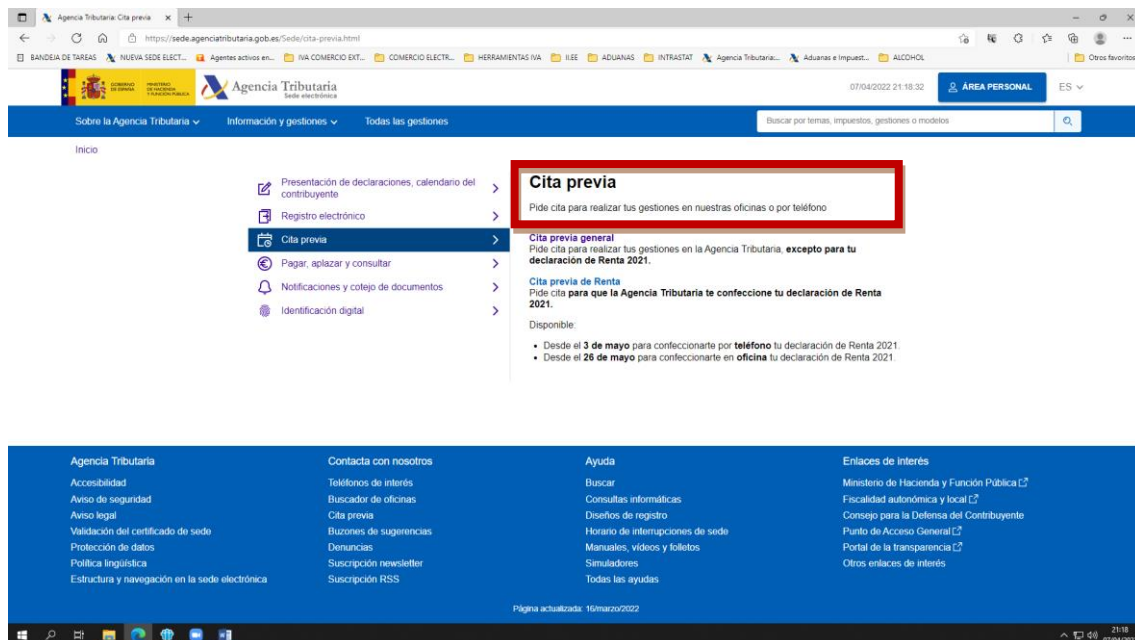 Agencia Tributaria: Cita previa
https://sede.agenciatributaria.gob.es/Sede/cita-previa.html
BANDEJA DE TAREAS
NUEVA SEDE ELECT...
Agentes activos en...
IVA COMERCIO EXT...
COMERCIO ELECTR...
HERRAMIENTAS IVA
IILEE
ADUANAS
INTRASTAT
Agencia Tributaria:...
Aduanas e Impuest...
ALCOHOL
Otros favoritos
GOBIERNO DE ESPAÑA
MINISTERIO DE HACIENDA Y FUNCIÓN PÚBLICA
Agencia Tributaria
Sede electrónica
07/04/2022 21:18:32
ÁREA PERSONAL
ES
Sobre la Agencia Tributaria
Información y gestiones
Todas las gestiones
Buscar por temas, impuestos, gestiones o modelos
Inicio
Presentación de declaraciones, calendario del
contribuyente
Registro electrónico
Cita previa
Pagar, aplazar y consultar
Notificaciones y cotejo de documentos
Identificación digital
Cita previa
Pide cita para realizar tus gestiones en nuestras oficinas o por teléfono
Cita previa general
Pide cita para realizar tus gestiones en la Agencia Tributaria, excepto para tu
declaración de Renta 2021.
Cita previa de Renta
Pide cita para que la Agencia Tributaria te confeccione tu declaración de Renta
2021.
Disponible:
• Desde el 3 de mayo para confeccionarte por teléfono tu declaración de Renta 2021.
• Desde el 26 de mayo para confeccionarte en oficina tu declaración de Renta 2021.
Agencia Tributaria
Accesibilidad
Aviso de seguridad
Aviso legal
Validación del certificado de sede
Protección de datos
Política lingüística
Estructura y navegación en la sede electrónica
Contacta con nosotros
Teléfonos de interés
Buscador de oficinas
Cita previa
Buzones de sugerencias
Denuncias
Suscripción newsletter
Suscripción RSS
Ayuda
Buscar
Consultas informáticas
Diseños de registro
Horario de interrupciones de sede
Manuales, vídeos y folletos
Simuladores
Todas las ayudas
Enlaces de interés
Ministerio de Hacienda y Función Pública
Fiscalidad autonómica y local
Consejo para la Defensa del Contribuyente
Punto de Acceso General
Portal de la transparencia
Otros enlaces de interés
Página actualizada: 16/marzo/2022
21:18